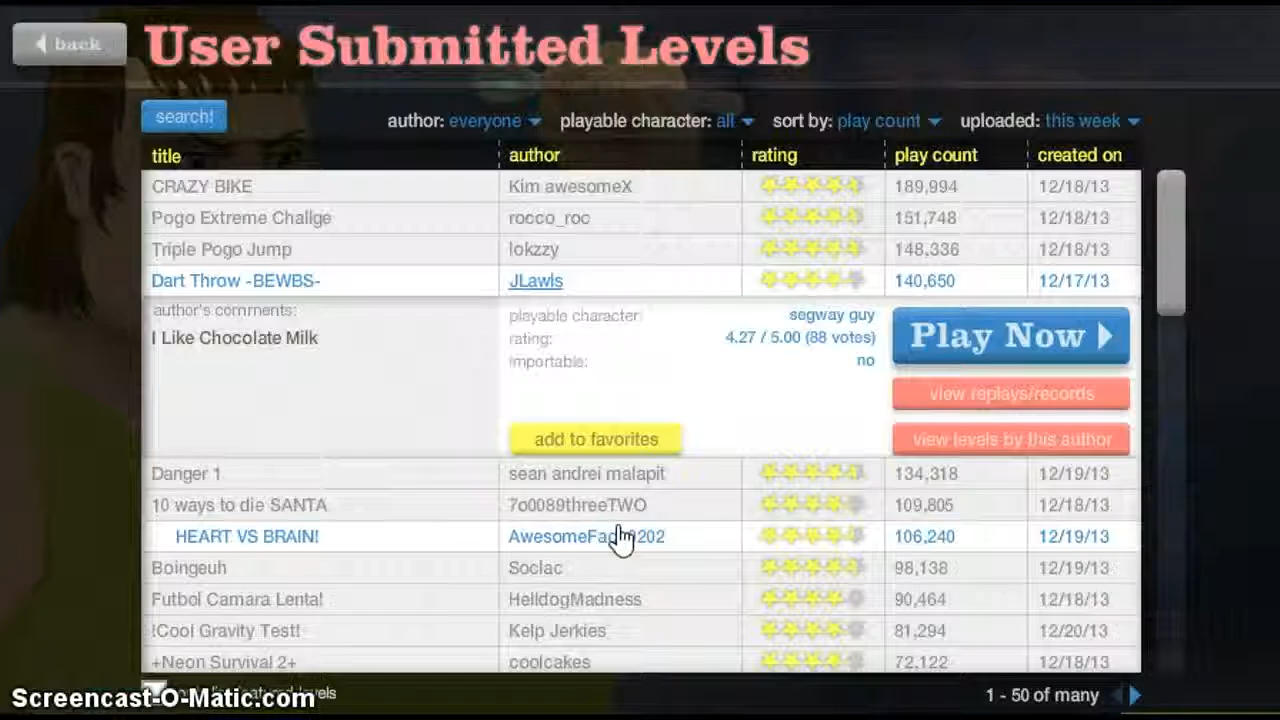 back
User Submitted Levels
search!
author: everyone playable character: all sort by: play count uploaded: this week
title author rating play count created on
CRAZY BIKE Kim awesomeX 189,994 12/18/13
Pogo Extreme Challge rocco_roc 151,748 12/18/13
Triple Pogo Jump lokzzy 148,336 12/18/13
Dart Throw -BEWBS- JLawls 140,650 12/17/13
author's comments:
I Like Chocolate Milk
playable character: segway guy
rating: 4.27 / 5.00 (88 votes)
importable: no
add to favorites
Play Now
view replays/records
view levels by this author
Danger 1 sean andrei malapit 134,318 12/19/13
10 ways to die SANTA 7o0089threeTWO 109,805 12/19/13
HEART VS BRAIN! 106,240 12/19/13
Boingeuh Soclac 98,138 12/19/13
Futbol Camara Lenta! HelldogMadness 90,464 12/18/13
!Cool Gravity Test! Kelp Jerkies 81,294 12/20/13
+Neon Survival 2+ coolcakes 72,122 12/18/13
levels
1 - 50 of many
Screencast-O-Matic.com